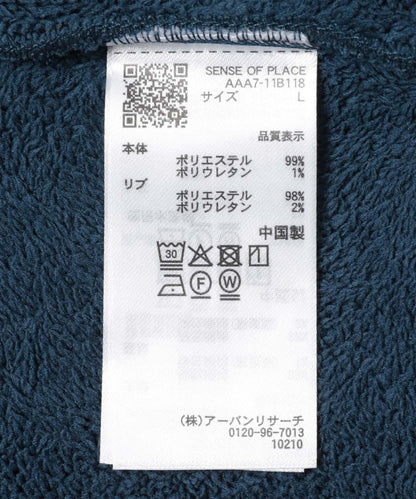 SENSE OF PLACE
AAA7-11B118
サイズ L
品質表示
本体
ポリエステル 99%
ポリウレタン 1%
リブ
ポリエステル 98%
ポリウレタン 2%
中国製
30
F W
(株)アーバンリサーチ
0120-96-7013
10210